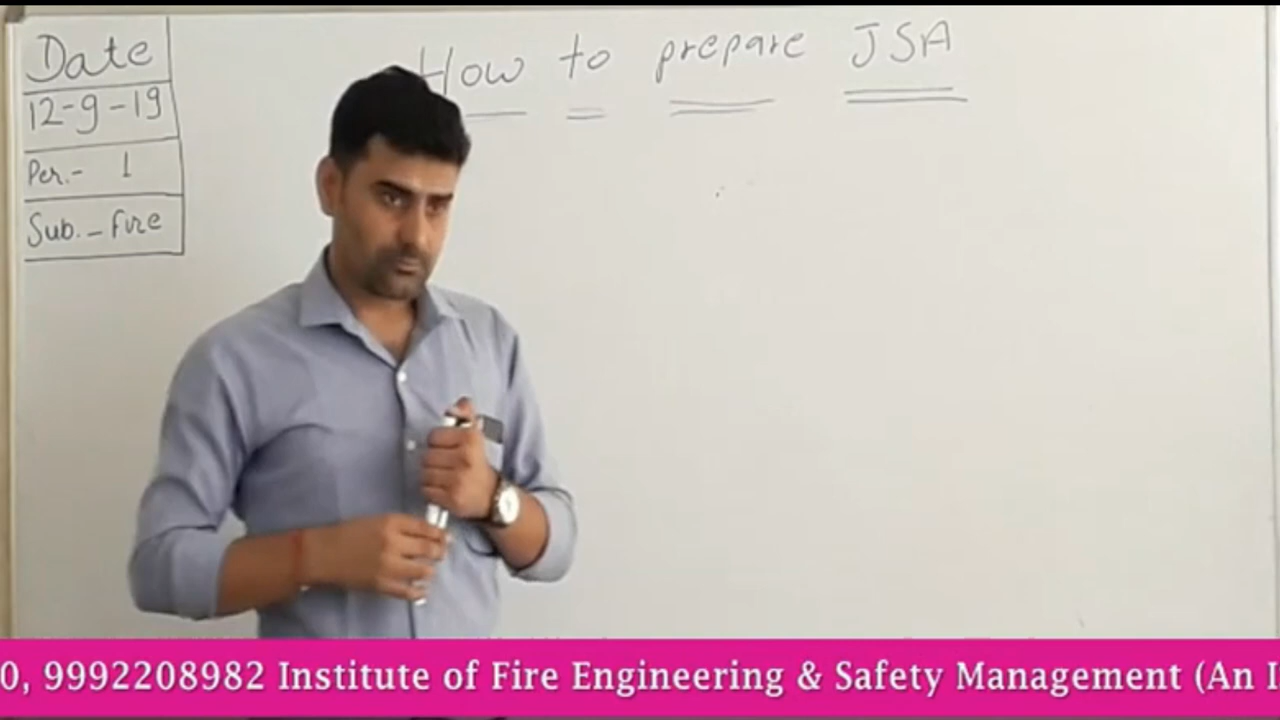 Date
12-9-19
Per.- 1
Sub. - Fire
How to prepare JSA
0, 9992208982 Institute of Fire Engineering & Safety Management (An